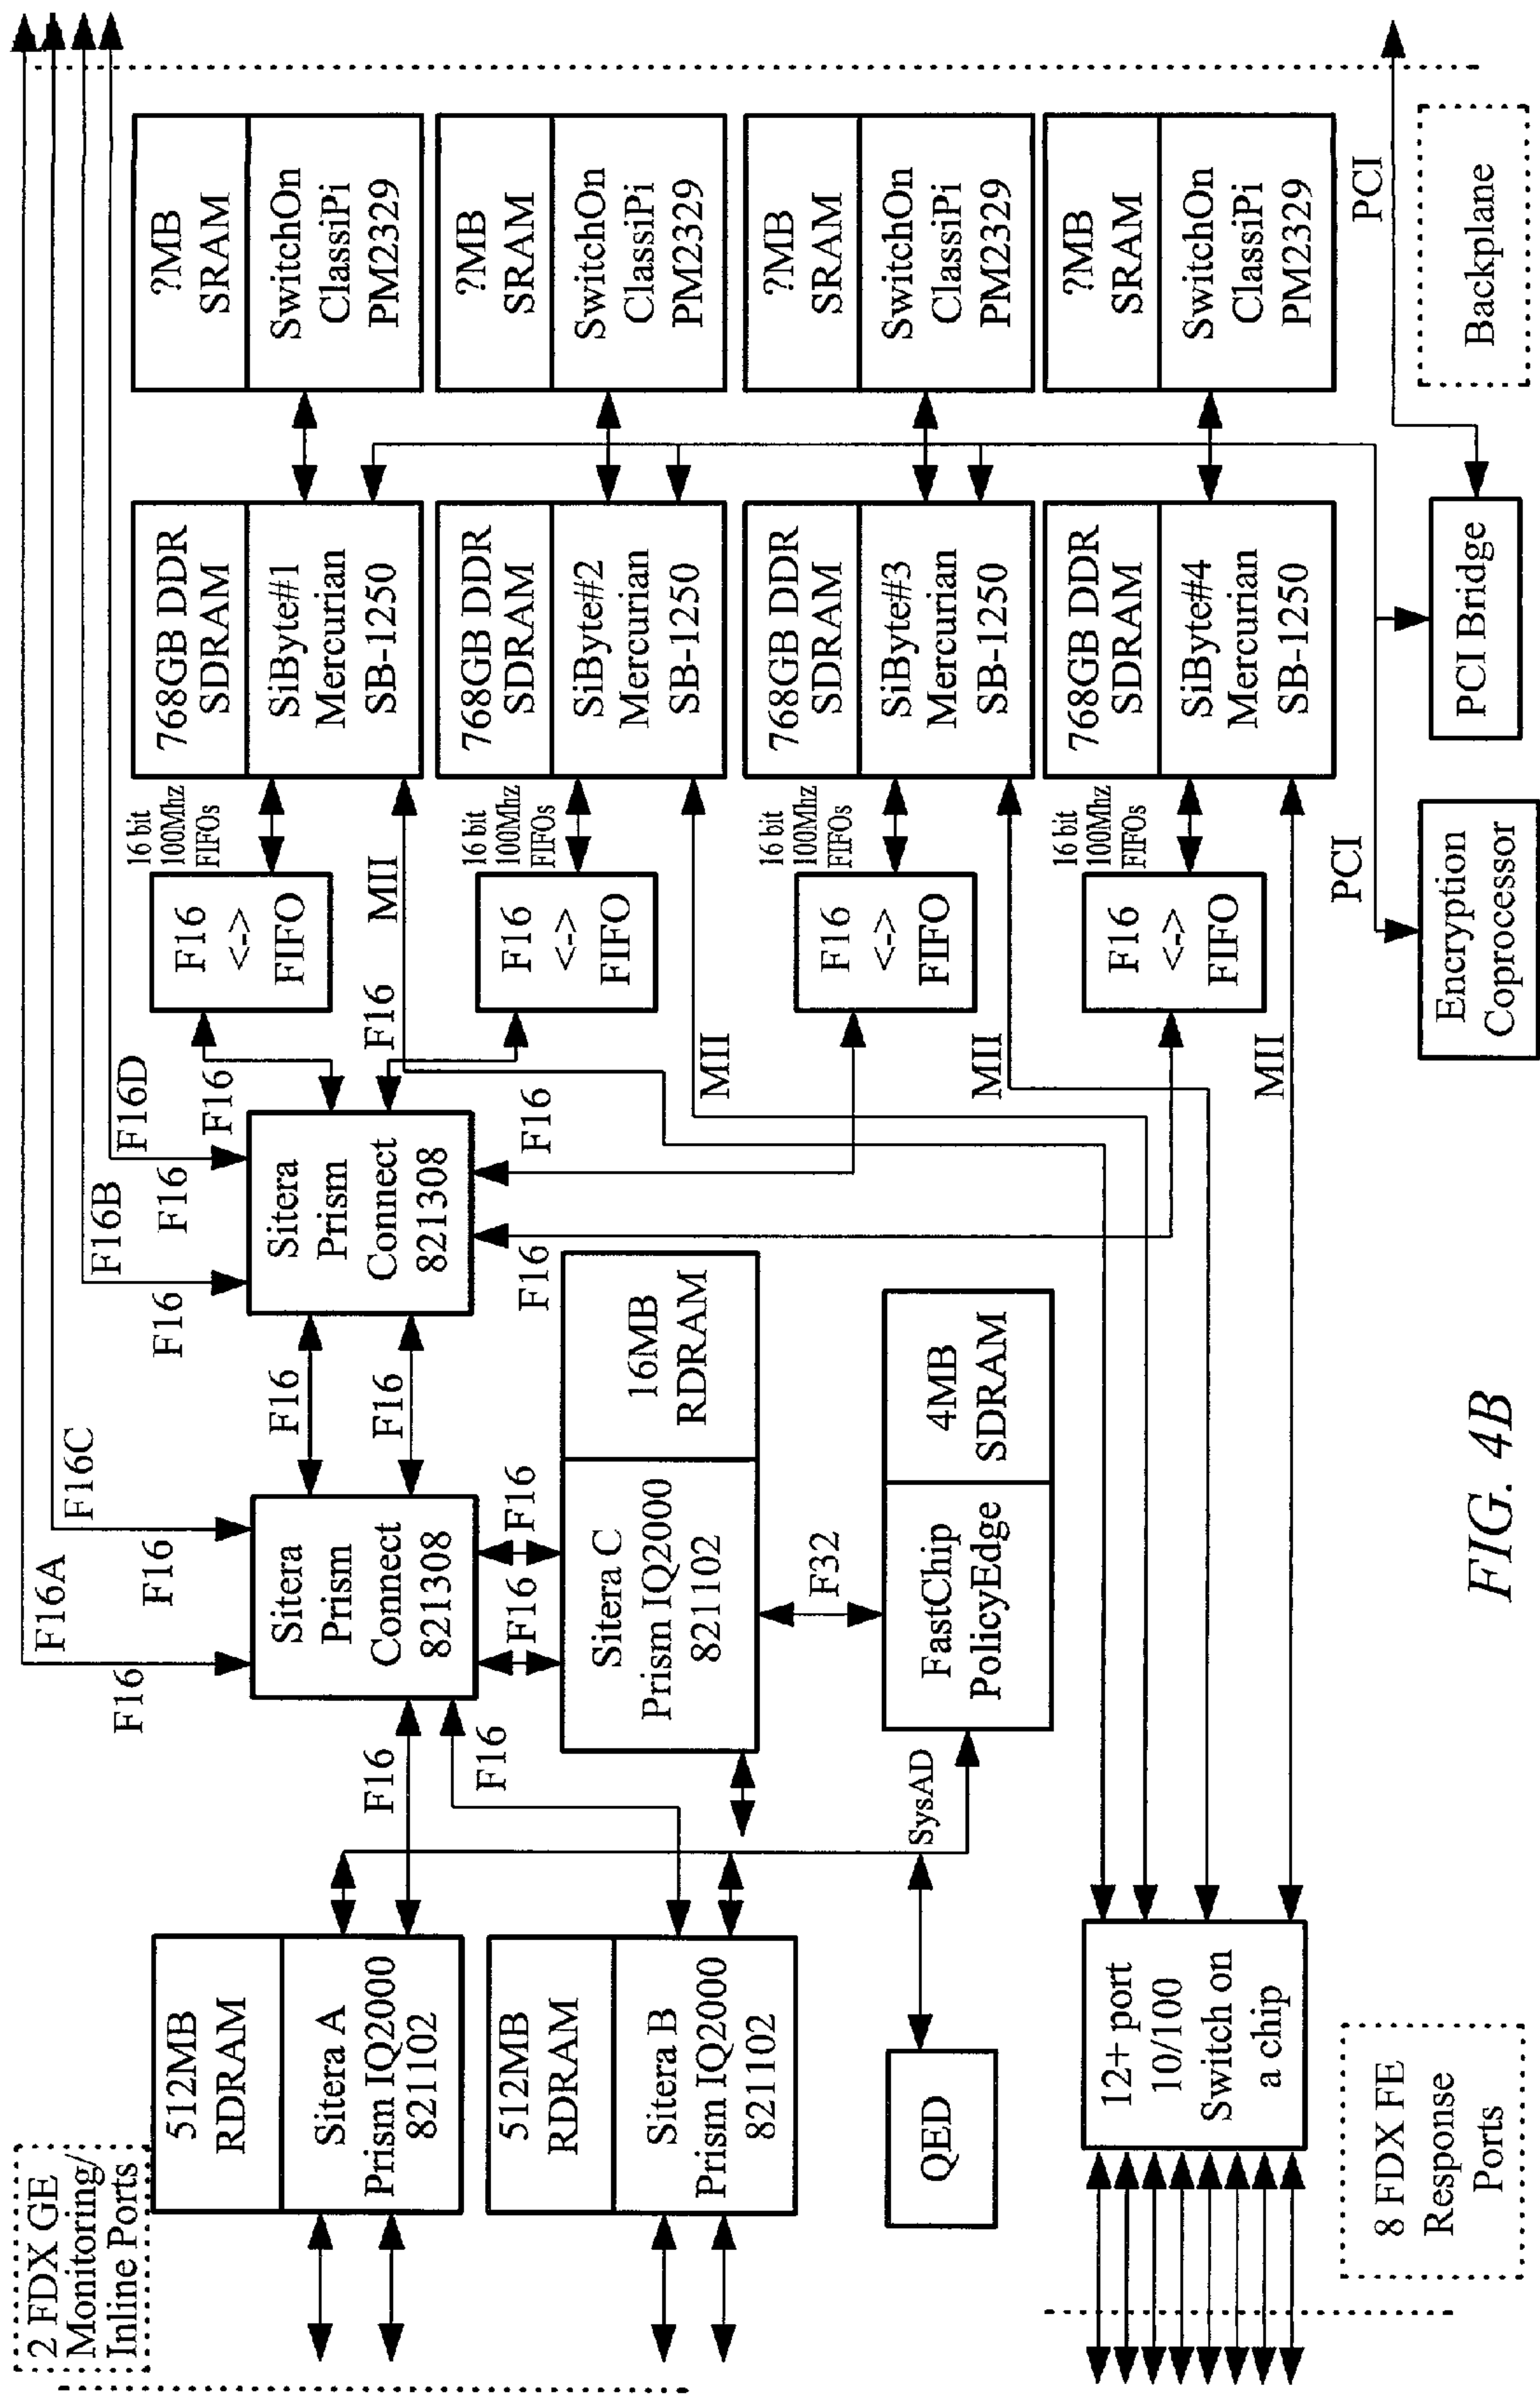 F16A
F16C
F16B
F16D
F16
F16
F16
F16
F16
2 FDX GE
Monitoring/
Inline Ports
512MB
RDRAM
Sitera A
Prism IQ2000
821102
512MB
RDRAM
Sitera B
Prism IQ2000
821102
F16
F16
Sitera
Prism
Connect
821308
F16
F16
Sitera
Prism
Connect
821308
F16
F16
F16
F16
F16
Sitera C
Prism IQ2000
821102
16MB
RDRAM
F32
FastChip
PolicyEdge
4MB
SDRAM
SysAD
QED
F16
<->
FIFO
16 bit
100Mhz
FIFOs
768GB DDR
SDRAM
SiByte#1
Mercurian
SB-1250
?MB
SRAM
SwitchOn
ClassiPi
PM2329
MII
F16
<->
FIFO
16 bit
100Mhz
FIFOs
768GB DDR
SDRAM
SiByte#2
Mercurian
SB-1250
?MB
SRAM
SwitchOn
ClassiPi
PM2329
MII
F16
<->
FIFO
16 bit
100Mhz
FIFOs
768GB DDR
SDRAM
SiByte#3
Mercurian
SB-1250
?MB
SRAM
SwitchOn
ClassiPi
PM2329
MII
F16
<->
FIFO
16 bit
100Mhz
FIFOs
768GB DDR
SDRAM
SiByte#4
Mercurian
SB-1250
?MB
SRAM
SwitchOn
ClassiPi
PM2329
MII
12+ port
10/100
Switch on
a chip
8 FDX FE
Response
Ports
PCI
Encryption
Coprocessor
PCI Bridge
PCI
Backplane
FIG. 4B